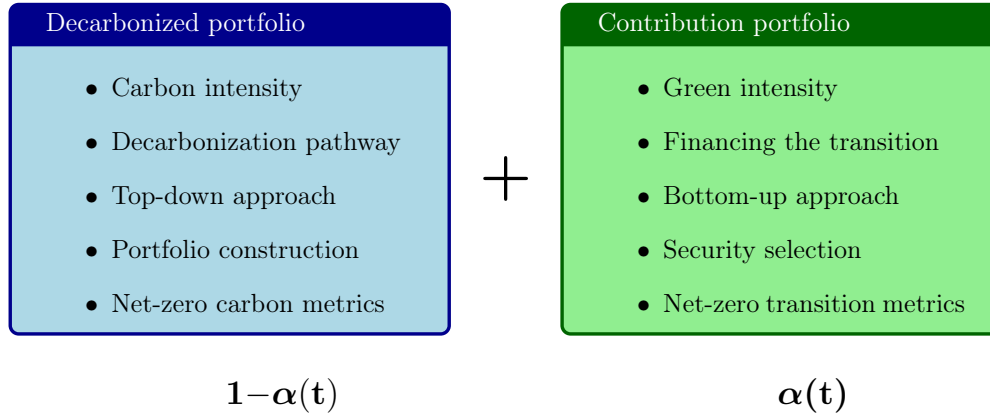 Decarbonized portfolio
• Carbon intensity
• Decarbonization pathway
• Top-down approach
• Portfolio construction
• Net-zero carbon metrics
+
Contribution portfolio
• Green intensity
• Financing the transition
• Bottom-up approach
• Security selection
• Net-zero transition metrics
1−α(t)
α(t)